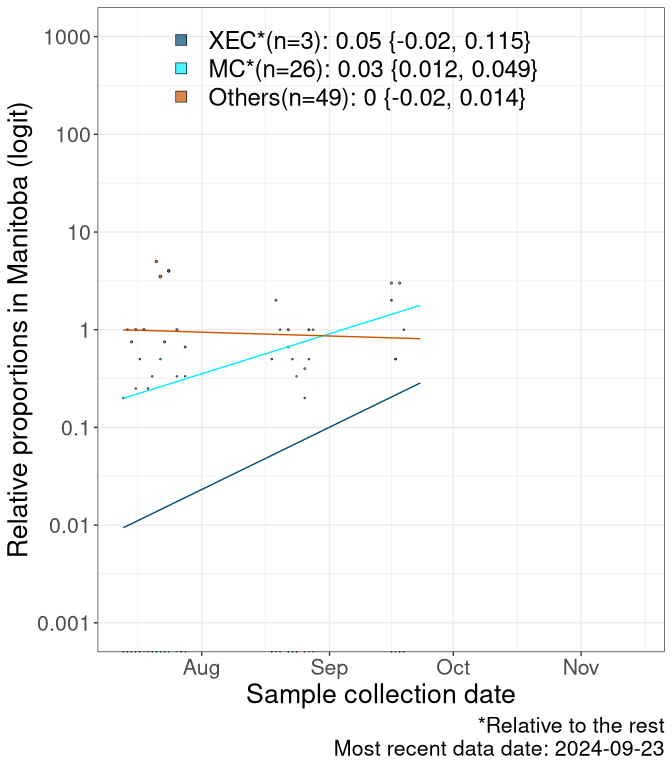 XEC*(n=3): 0.05 {-0.02, 0.115}
MC*(n=26): 0.03 {0.012, 0.049}
Others(n=49): 0 {-0.02, 0.014}
Relative proportions in Manitoba (logit)
1000
100
10
1
0.1
0.01
0.001
Aug Sep Oct Nov
Sample collection date
*Relative to the rest
Most recent data date: 2024-09-23